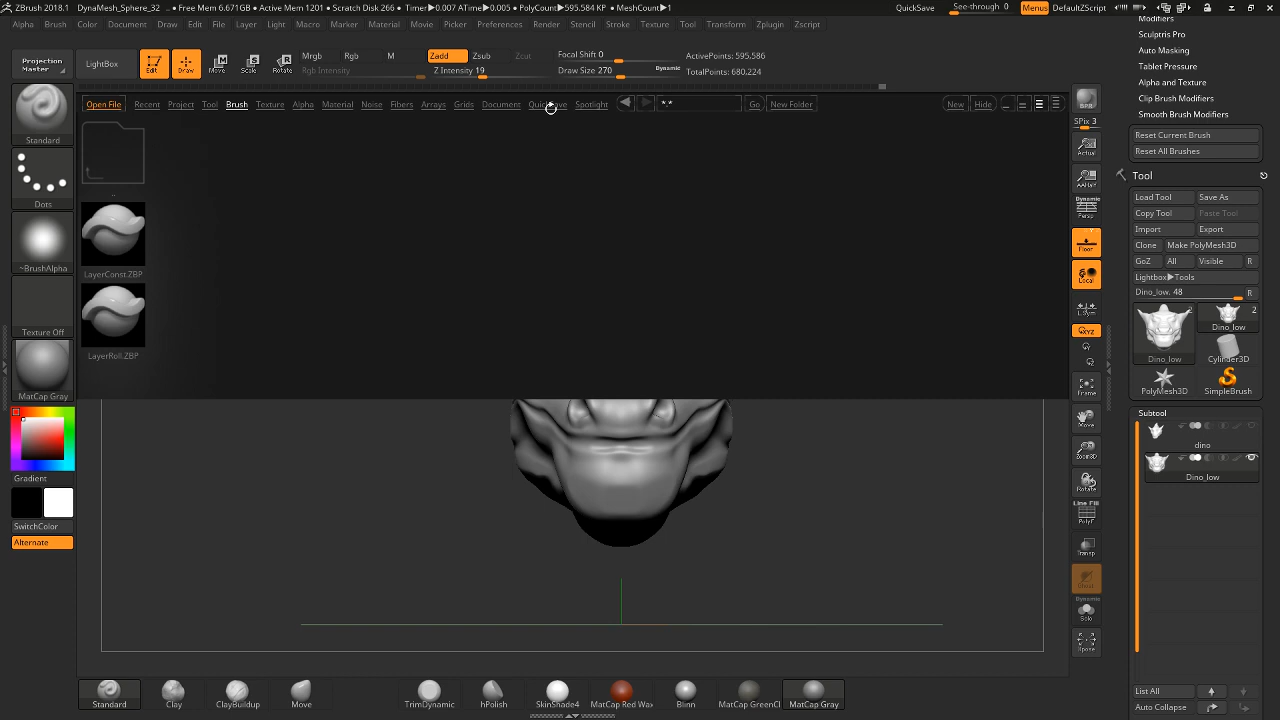 ZBrush 2018.1 DynaMesh_Sphere_32 • Free Mem 6.671GB • Active Mem 1201 • Scratch Disk 266 • Timer▶0.007 ATime▶0.005 • PolyCount▶595.584 KP • MeshCount▶1 QuickSave See-through 0 Menus DefaultZScript
Alpha Brush Color Document Draw Edit File Layer Light Macro Marker Material Movie Picker Preferences Render Stencil Stroke Texture Tool Transform Zplugin Zscript
Projection Master
LightBox
Edit
Draw
Move
Scale
Rotate
Mrgb Rgb M
Rgb Intensity
Zadd Zsub Zcut
Z Intensity 19
Focal Shift 0
Draw Size 270
Dynamic
ActivePoints: 595,586
TotalPoints: 680,224
Open File Recent Project Tool Brush Texture Alpha Material Noise Fibers Arrays Grids Document Spotlight *.* Go New Folder New Hide
..
LayerConst.ZBP
LayerRoll.ZBP
Standard
Dots
~BrushAlpha
Texture Off
MatCap Gray
Gradient
SwitchColor
Alternate
BPR
SPix 3
Actual
AAHalf
Dynamic
Persp
Floor
Local
L.Sym
XYZ
Frame
Move
Zoom3D
Rotate
Line Fill
PolyF
Transp
Dynamic
Solo
Xpose
Modifiers
Sculptris Pro
Auto Masking
Tablet Pressure
Alpha and Texture
Clip Brush Modifiers
Smooth Brush Modifiers
Reset Current Brush
Reset All Brushes
Tool
Load Tool Save As
Copy Tool Paste Tool
Import Export
Clone Make PolyMesh3D
GoZ All Visible R
Lightbox▶Tools
Dino_low. 48 R
2 2
Dino_low
Dino_low Cylinder3D
PolyMesh3D SimpleBrush
Subtool
dino
Dino_low
List All
Auto Collapse
Standard Clay ClayBuildup Move TrimDynamic hPolish SkinShade4 MatCap Red Wax Blinn MatCap GreenCl MatCap Gray